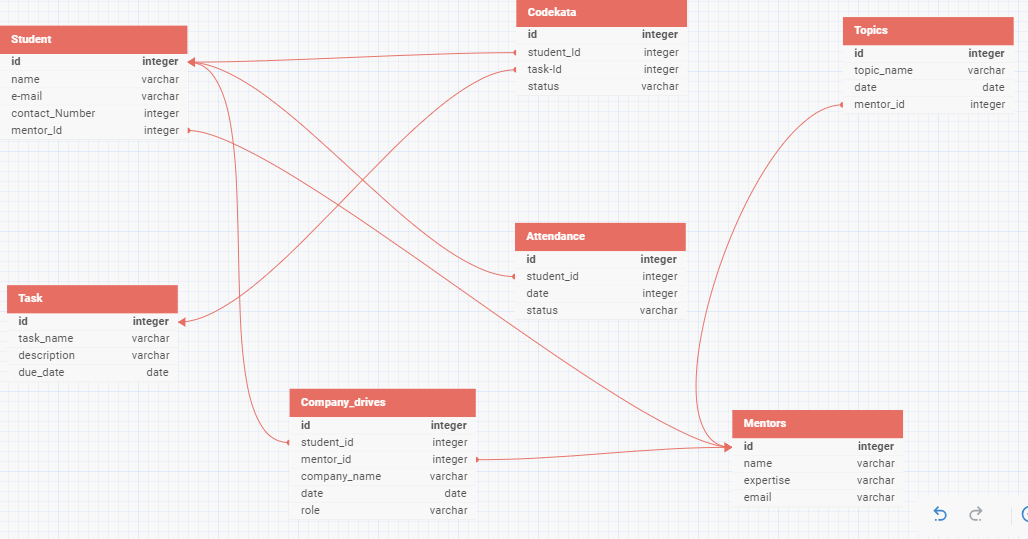 Student
id integer
name varchar
e-mail varchar
contact_Number integer
mentor_Id integer
Codekata
id integer
student_Id integer
task-Id integer
status varchar
Topics
id integer
topic_name varchar
date date
mentor_id integer
Attendance
id integer
student_id integer
date integer
status varchar
Task
id integer
task_name varchar
description varchar
due_date date
Company_drives
id integer
student_id integer
mentor_id integer
company_name varchar
date date
role varchar
Mentors
id integer
name varchar
expertise varchar
email varchar